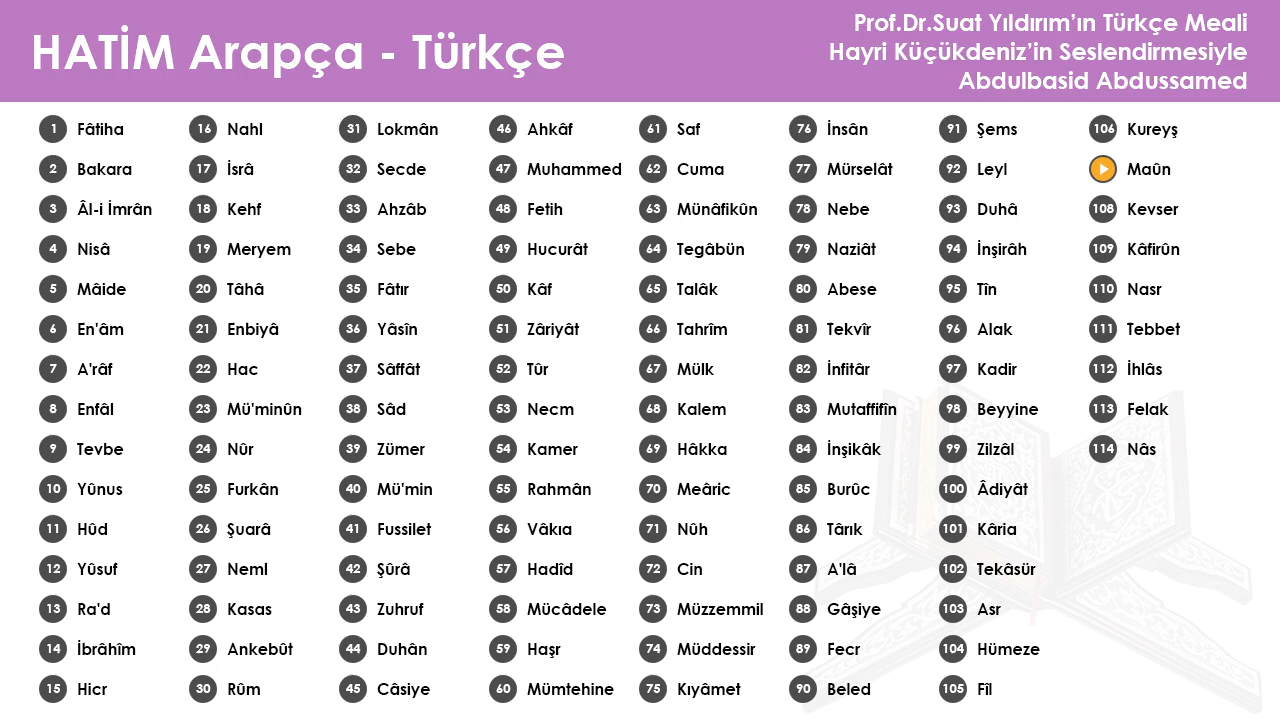 HATİM Arapça - Türkçe
Prof.Dr.Suat Yıldırım’ın Türkçe Meali
Hayri Küçükdeniz’in Seslendirmesiyle
Abdulbasid Abdussamed
1 Fâtiha
2 Bakara
3 Âl-i İmrân
4 Nisâ
5 Mâide
6 En'âm
7 A'râf
8 Enfâl
9 Tevbe
10 Yûnus
11 Hûd
12 Yûsuf
13 Ra'd
14 İbrâhîm
15 Hicr
16 Nahl
17 İsrâ
18 Kehf
19 Meryem
20 Tâhâ
21 Enbiyâ
22 Hac
23 Mü'minûn
24 Nûr
25 Furkân
26 Şuarâ
27 Neml
28 Kasas
29 Ankebût
30 Rûm
31 Lokmân
32 Secde
33 Ahzâb
34 Sebe
35 Fâtır
36 Yâsîn
37 Sâffât
38 Sâd
39 Zümer
40 Mü'min
41 Fussilet
42 Şûrâ
43 Zuhruf
44 Duhân
45 Câsiye
46 Ahkâf
47 Muhammed
48 Fetih
49 Hucurât
50 Kâf
51 Zâriyât
52 Tûr
53 Necm
54 Kamer
55 Rahmân
56 Vâkıa
57 Hadîd
58 Mücâdele
59 Haşr
60 Mümtehine
61 Saf
62 Cuma
63 Münâfikûn
64 Tegâbün
65 Talâk
66 Tahrîm
67 Mülk
68 Kalem
69 Hâkka
70 Meâric
71 Nûh
72 Cin
73 Müzzemmil
74 Müddessir
75 Kıyâmet
76 İnsân
77 Mürselât
78 Nebe
79 Naziât
80 Abese
81 Tekvîr
82 İnfitâr
83 Mutaffifîn
84 İnşikâk
85 Burûc
86 Târık
87 A'lâ
88 Gâşiye
89 Fecr
90 Beled
91 Şems
92 Leyl
93 Duhâ
94 İnşirâh
95 Tîn
96 Alak
97 Kadir
98 Beyyine
99 Zilzâl
100 Âdiyât
101 Kâria
102 Tekâsür
103 Asr
104 Hümeze
105 Fîl
106 Kureyş
Maûn
108 Kevser
109 Kâfirûn
110 Nasr
111 Tebbet
112 İhlâs
113 Felak
114 Nâs